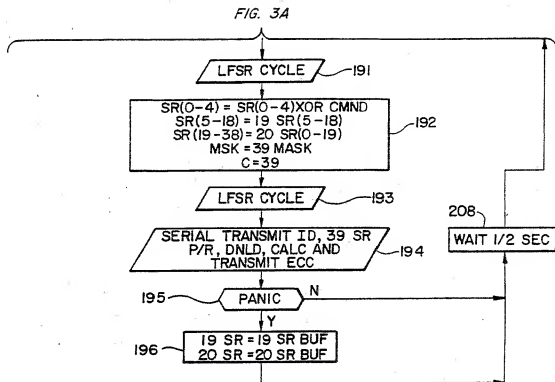 FIG. 3A
LFSR CYCLE
191
SR(0-4) = SR(0-4)XOR CMND
SR(5-18) = 19 SR(5-18)
SR(19-38) = 20 SR(0-19)
MSK = 39 MASK
C = 39
192
LFSR CYCLE
193
208
WAIT 1/2 SEC
SERIAL TRANSMIT ID, 39 SR
P/R, DNLD, CALC AND
TRANSMIT ECC
194
195
PANIC
N
Y
196
19 SR = 19 SR BUF
20 SR = 20 SR BUF